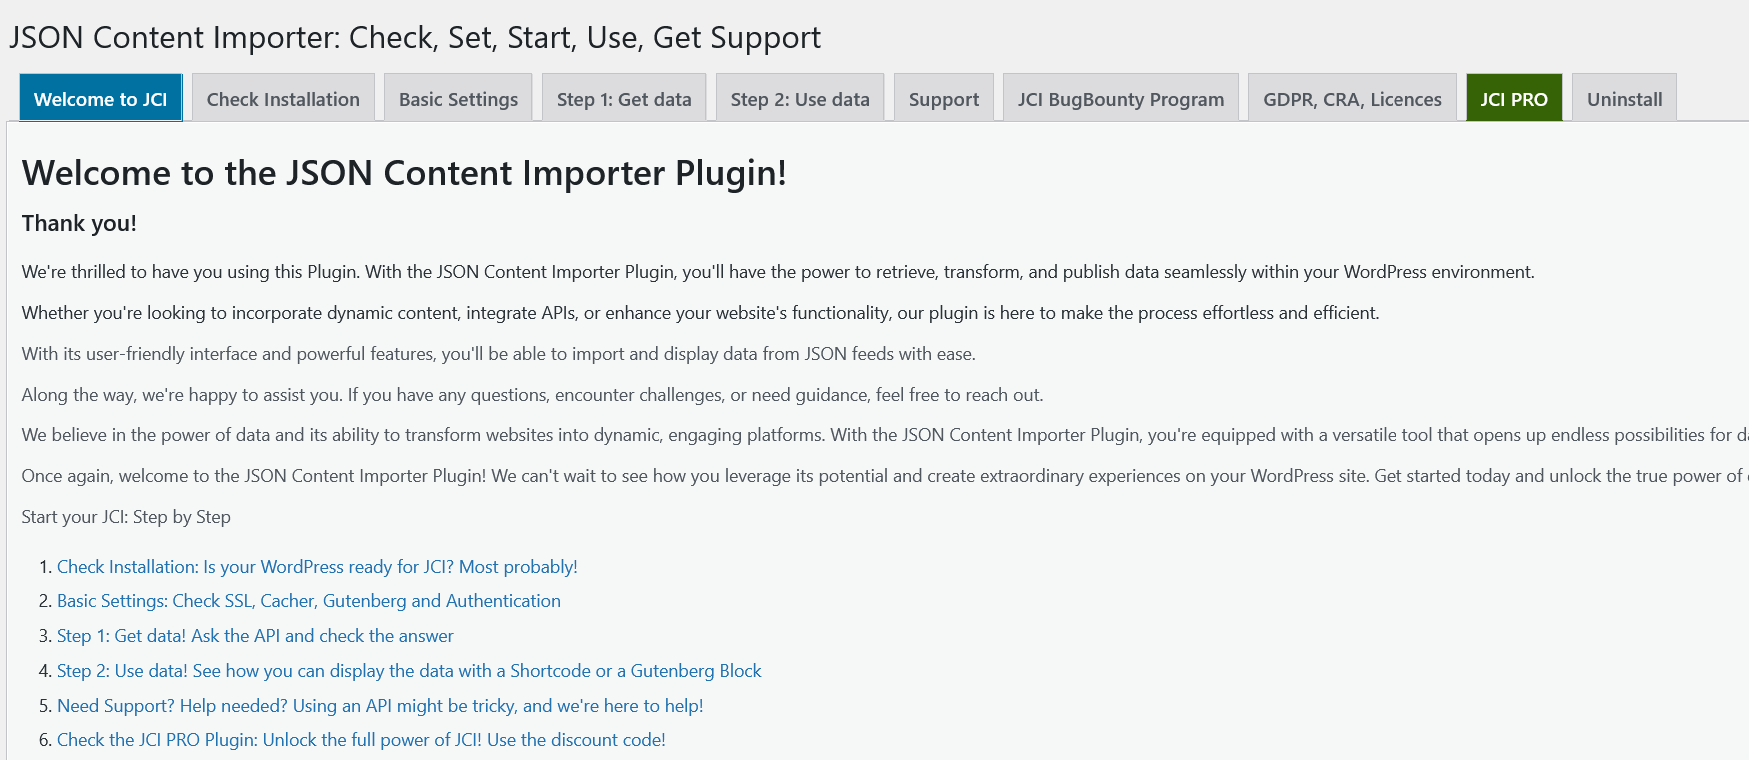 JSON Content Importer: Check, Set, Start, Use, Get Support
Welcome to JCI
Check Installation
Basic Settings
Step 1: Get data
Step 2: Use data
Support
JCI BugBounty Program
GDPR, CRA, Licences
JCI PRO
Uninstall
Welcome to the JSON Content Importer Plugin!
Thank you!
We're thrilled to have you using this Plugin. With the JSON Content Importer Plugin, you'll have the power to retrieve, transform, and publish data seamlessly within your WordPress environment.
Whether you're looking to incorporate dynamic content, integrate APIs, or enhance your website's functionality, our plugin is here to make the process effortless and efficient.
With its user-friendly interface and powerful features, you'll be able to import and display data from JSON feeds with ease.
Along the way, we're happy to assist you. If you have any questions, encounter challenges, or need guidance, feel free to reach out.
We believe in the power of data and its ability to transform websites into dynamic, engaging platforms. With the JSON Content Importer Plugin, you're equipped with a versatile tool that opens up endless possibilities for
Once again, welcome to the JSON Content Importer Plugin! We can't wait to see how you leverage its potential and create extraordinary experiences on your WordPress site. Get started today and unlock the true power of
Start your JCI: Step by Step
1. Check Installation: Is your WordPress ready for JCI? Most probably!
2. Basic Settings: Check SSL, Cacher, Gutenberg and Authentication
3. Step 1: Get data! Ask the API and check the answer
4. Step 2: Use data! See how you can display the data with a Shortcode or a Gutenberg Block
5. Need Support? Help needed? Using an API might be tricky, and we're here to help!
6. Check the JCI PRO Plugin: Unlock the full power of JCI! Use the discount code!